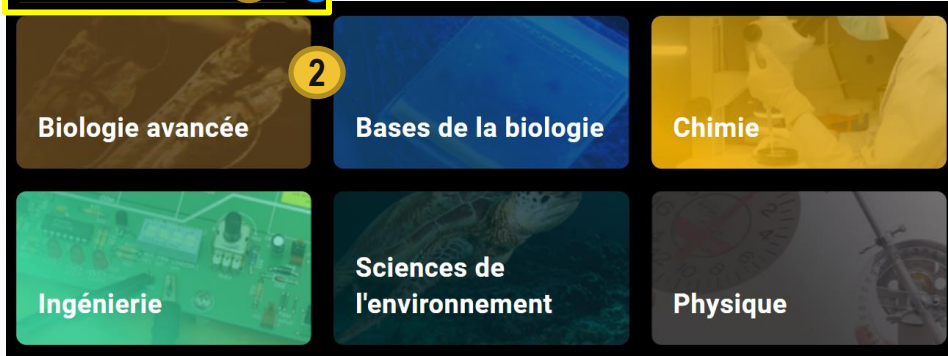 2
Biologie avancée
Bases de la biologie
Chimie
Ingénierie
Sciences de
l'environnement
Physique